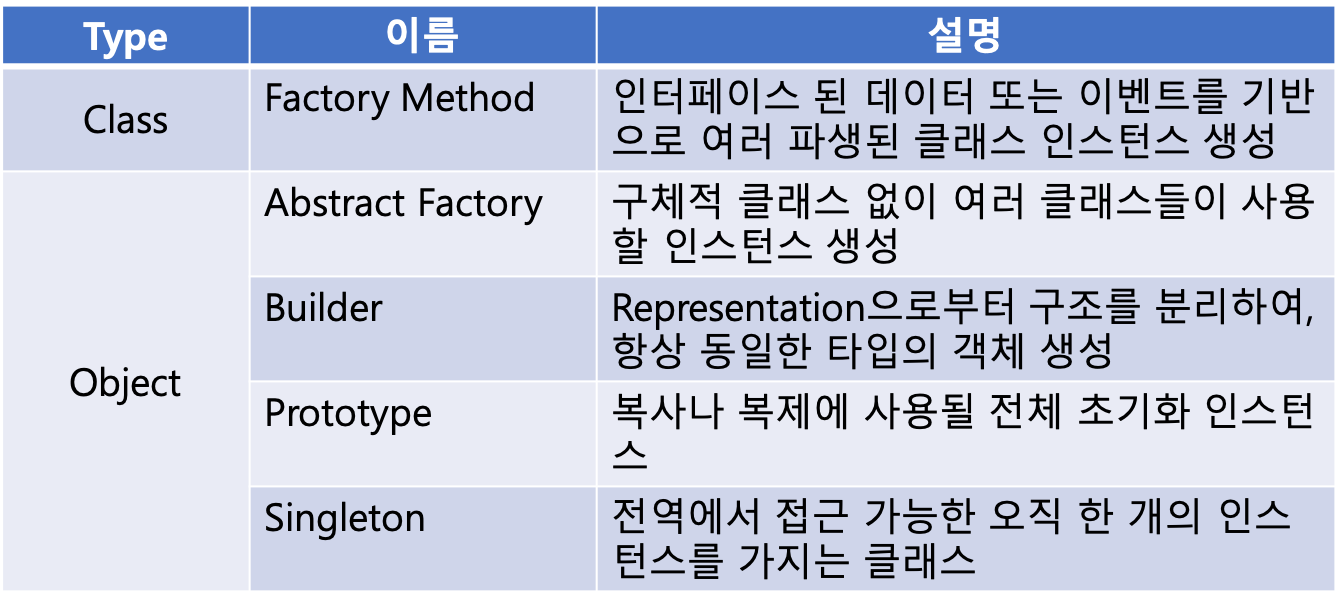 Type 이름 설명
Class
Factory Method
인터페이스 된 데이터 또는 이벤트를 기반
으로 여러 파생된 클래스 인스턴스 생성
Object
Abstract Factory
구체적 클래스 없이 여러 클래스들이 사용
할 인스턴스 생성
Builder
Representation으로부터 구조를 분리하여,
항상 동일한 타입의 객체 생성
Prototype
복사나 복제에 사용될 전체 초기화 인스턴
스
Singleton
전역에서 접근 가능한 오직 한 개의 인스
턴스를 가지는 클래스